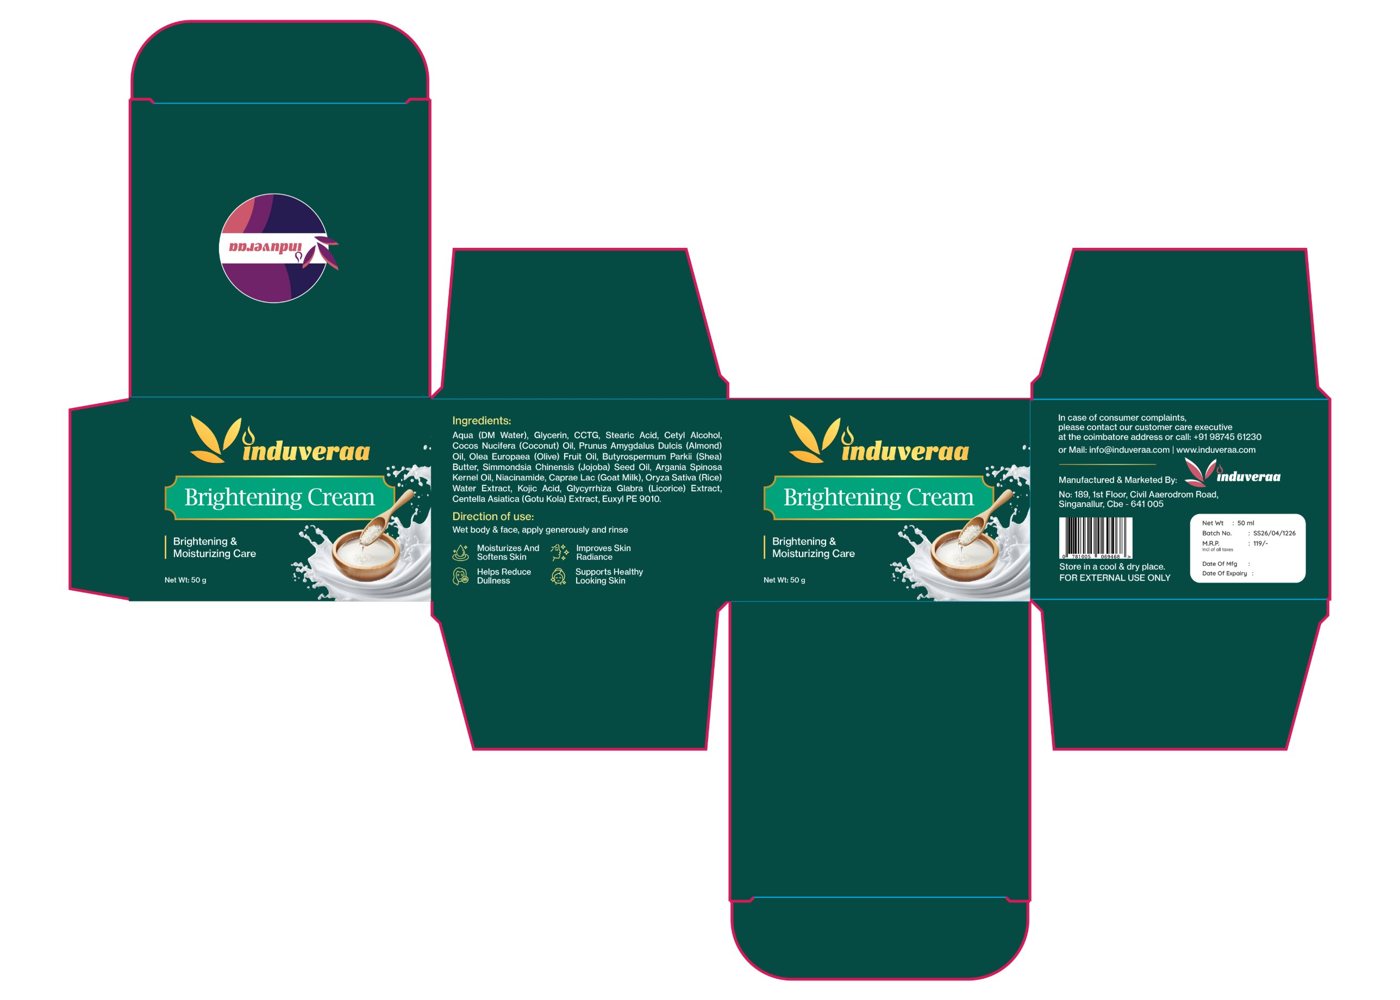 induveraa
induveraa
Brightening Cream
Brightening &
Moisturizing Care
Net Wt: 50 g
Ingredients:
Aqua (DM Water), Glycerin, CCTG, Stearic Acid, Cetyl Alcohol,
Cocos Nucifera (Coconut) Oil, Prunus Amygdalus Dulcis (Almond)
Oil, Olea Europaea (Olive) Fruit Oil, Butyrospermum Parkii (Shea)
Butter, Simmondsia Chinensis (Jojoba) Seed Oil, Argania Spinosa
Kernel Oil, Niacinamide, Caprae Lac (Goat Milk), Oryza Sativa (Rice)
Water Extract, Kojic Acid, Glycyrrhiza Glabra (Licorice) Extract,
Centella Asiatica (Gotu Kola) Extract, Euxyl PE 9010.
Direction of use:
Wet body & face, apply generously and rinse
Moisturizes And
Softens Skin
Improves Skin
Radiance
Helps Reduce
Dullness
Supports Healthy
Looking Skin
induveraa
Brightening Cream
Brightening &
Moisturizing Care
Net Wt: 50 g
In case of consumer complaints,
please contact our customer care executive
at the coimbatore address or call: +91 98745 61230
or Mail: info@induveraa.com | www.induveraa.com
Manufactured & Marketed By:
induveraa
No: 189, 1st Floor, Civil Aaerodrom Road,
Singanallur, Cbe - 641 005
0 781005 069468 >
Store in a cool & dry place.
FOR EXTERNAL USE ONLY
Net Wt : 50 ml
Batch No. : SS26/04/1226
M.R.P. : 119/-
incl of all taxes
Date Of Mfg :
Date Of Expairy :